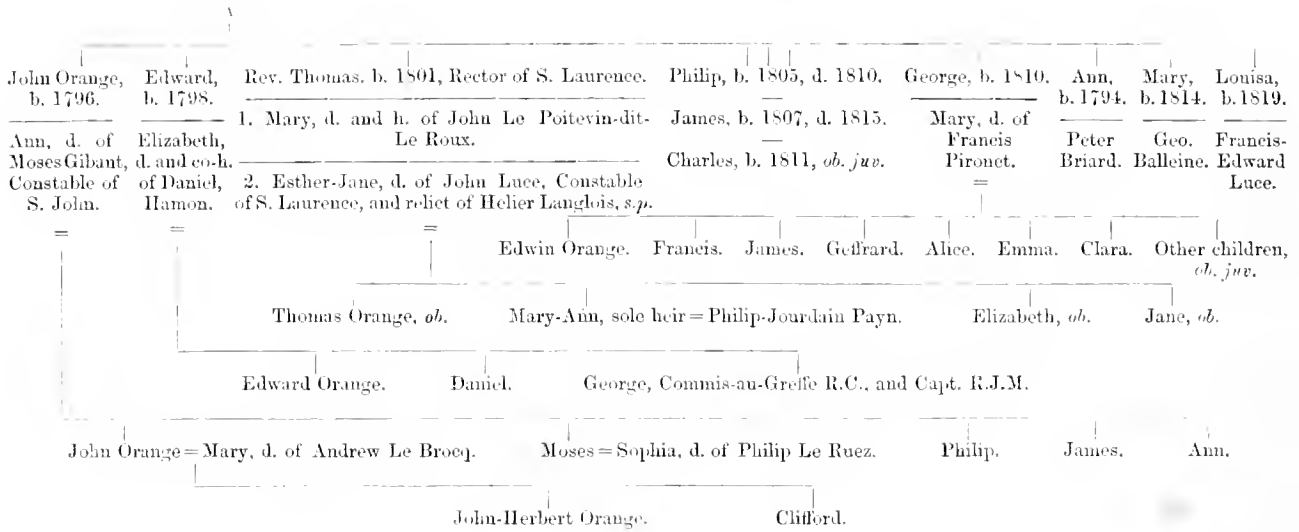 John Orange, b. 1796.
Ann, d. of Moses Gibaut, Constable of S. John.
=
Edward, b. 1798.
Elizabeth, d. and co-h. of Daniel, Hamon.
=
Rev. Thomas. b. 1801, Rector of S. Laurence.
1. Mary, d. and h. of John Le Poitevin-dit-
Le Roux.
2. Esther-Jane, d. of John Luce, Constable
of S. Laurence, and relict of Helier Langlois, s.p.
=
Philip, b. 1805, d. 1810.
James, b. 1807, d. 1815.
Charles, b. 1811, ob. juv.
George, b. 1810.
Mary, d. of
Francis
Pironet.
=
Ann,
b. 1794.
Peter
Briard.
Mary,
b. 1814.
Geo.
Balleine.
Louisa,
b. 1819.
Francis-
Edward
Luce.
Edwin Orange. Francis. James. Geffrard. Alice. Emma. Clara. Other children,
ob. juv.
Thomas Orange, ob. Mary-Ann, sole heir = Philip-Jourdain Payn. Elizabeth, ob. Jane, ob.
Edward Orange. Daniel. George, Commis-au-Greffe R.C., and Capt. R.J.M.
John Orange = Mary, d. of Andrew Le Brocq. Moses = Sophia, d. of Philip Le Ruez. Philip. James. Ann.
John-Herbert Orange. Clifford.